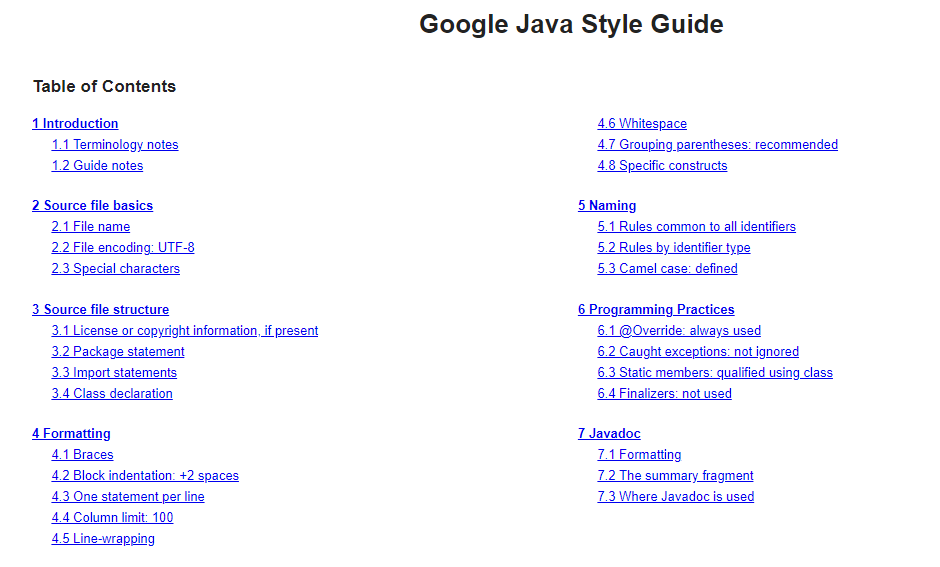 Google Java Style Guide
Table of Contents
1 Introduction
1.1 Terminology notes
1.2 Guide notes
2 Source file basics
2.1 File name
2.2 File encoding: UTF-8
2.3 Special characters
3 Source file structure
3.1 License or copyright information, if present
3.2 Package statement
3.3 Import statements
3.4 Class declaration
4 Formatting
4.1 Braces
4.2 Block indentation: +2 spaces
4.3 One statement per line
4.4 Column limit: 100
4.5 Line-wrapping
4.6 Whitespace
4.7 Grouping parentheses: recommended
4.8 Specific constructs
5 Naming
5.1 Rules common to all identifiers
5.2 Rules by identifier type
5.3 Camel case: defined
6 Programming Practices
6.1 @Override: always used
6.2 Caught exceptions: not ignored
6.3 Static members: qualified using class
6.4 Finalizers: not used
7 Javadoc
7.1 Formatting
7.2 The summary fragment
7.3 Where Javadoc is used